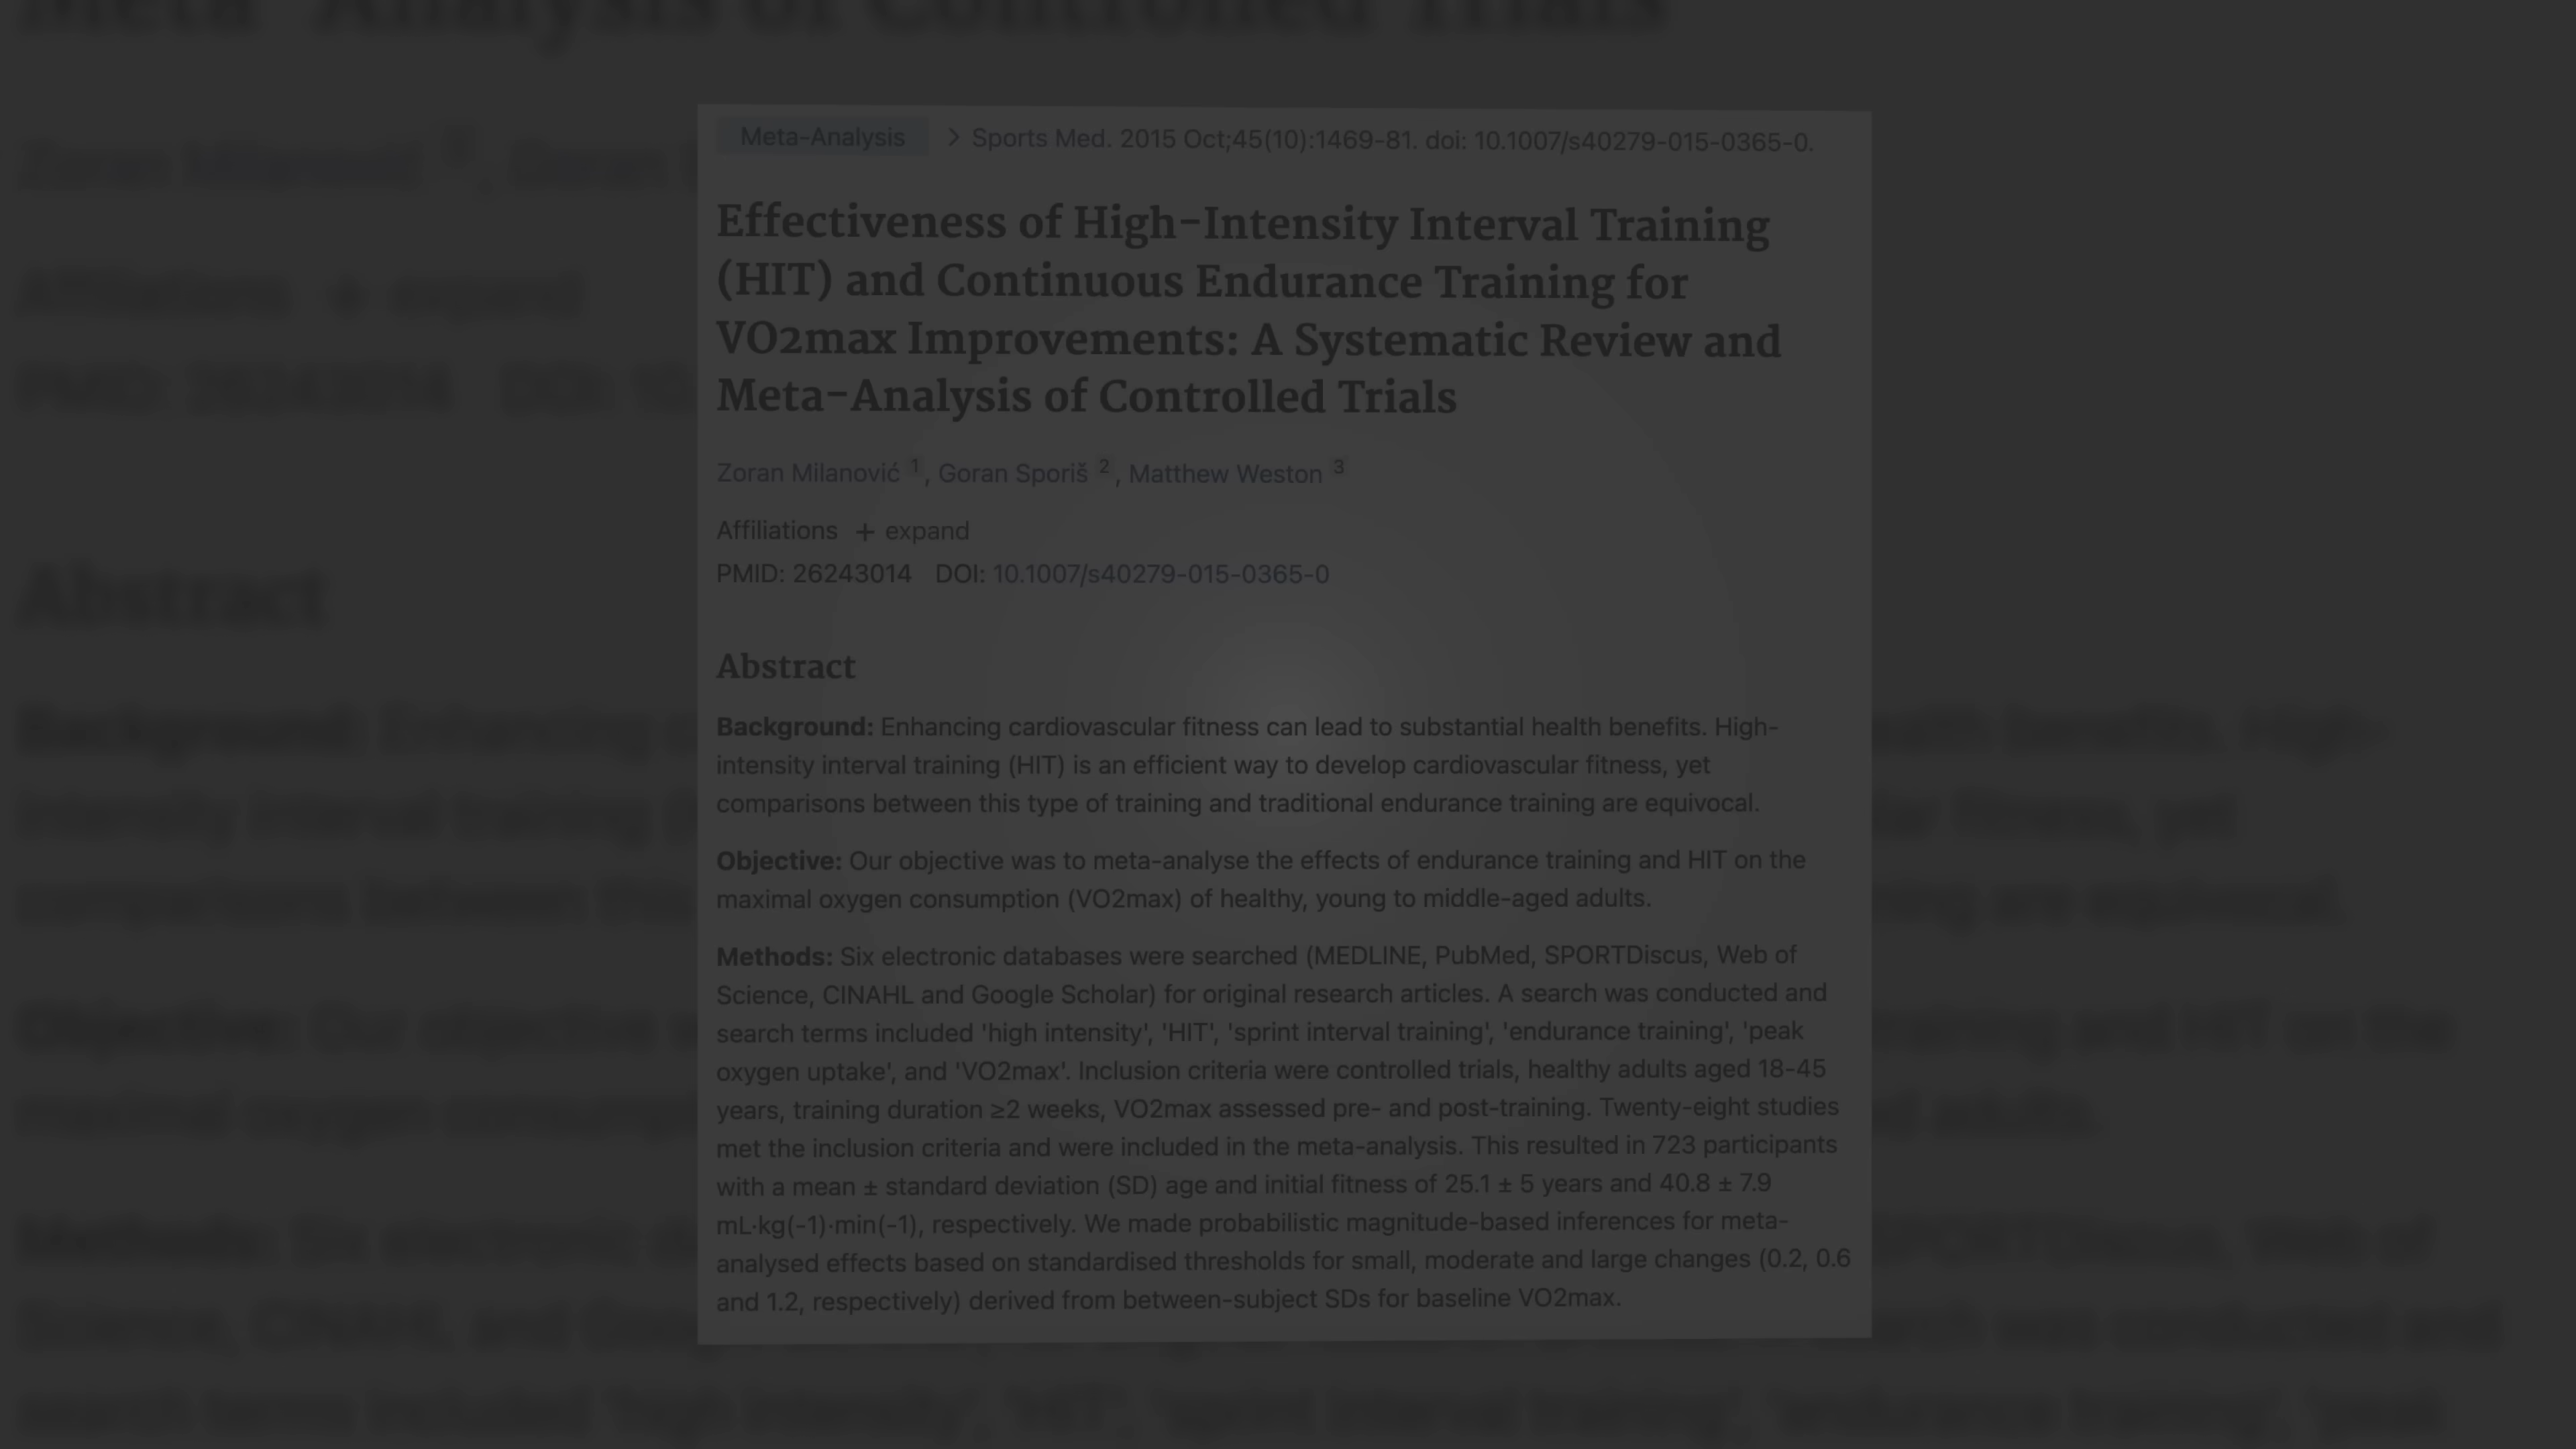 Meta-Analysis of Controlled Trials
Meta-Analysis > Sports Med. 2015 Oct;45(10):1469-81. doi: 10.1007/s40279-015-0365-0.
Effectiveness of High-Intensity Interval Training
(HIT) and Continuous Endurance Training for
VO2max Improvements: A Systematic Review and
Meta-Analysis of Controlled Trials
Zoran Milanović 1, Goran Sporiš 2, Matthew Weston 3
Affiliations + expand
PMID: 26243014 DOI: 10.1007/s40279-015-0365-0
Abstract
Background: Enhancing cardiovascular fitness can lead to substantial health benefits. High-
intensity interval training (HIT) is an efficient way to develop cardiovascular fitness, yet
comparisons between this type of training and traditional endurance training are equivocal.
Objective: Our objective was to meta-analyse the effects of endurance training and HIT on the
maximal oxygen consumption (VO2max) of healthy, young to middle-aged adults.
Methods: Six electronic databases were searched (MEDLINE, PubMed, SPORTDiscus, Web of
Science, CINAHL and Google Scholar) for original research articles. A search was conducted and
search terms included 'high intensity', 'HIT', 'sprint interval training', 'endurance training', 'peak
oxygen uptake', and 'VO2max'. Inclusion criteria were controlled trials, healthy adults aged 18-45
years, training duration ≥2 weeks, VO2max assessed pre- and post-training. Twenty-eight studies
met the inclusion criteria and were included in the meta-analysis. This resulted in 723 participants
with a mean ± standard deviation (SD) age and initial fitness of 25.1 ± 5 years and 40.8 ± 7.9
mL·kg(-1)·min(-1), respectively. We made probabilistic magnitude-based inferences for meta-
analysed effects based on standardised thresholds for small, moderate and large changes (0.2, 0.6
and 1.2, respectively) derived from between-subject SDs for baseline VO2max.